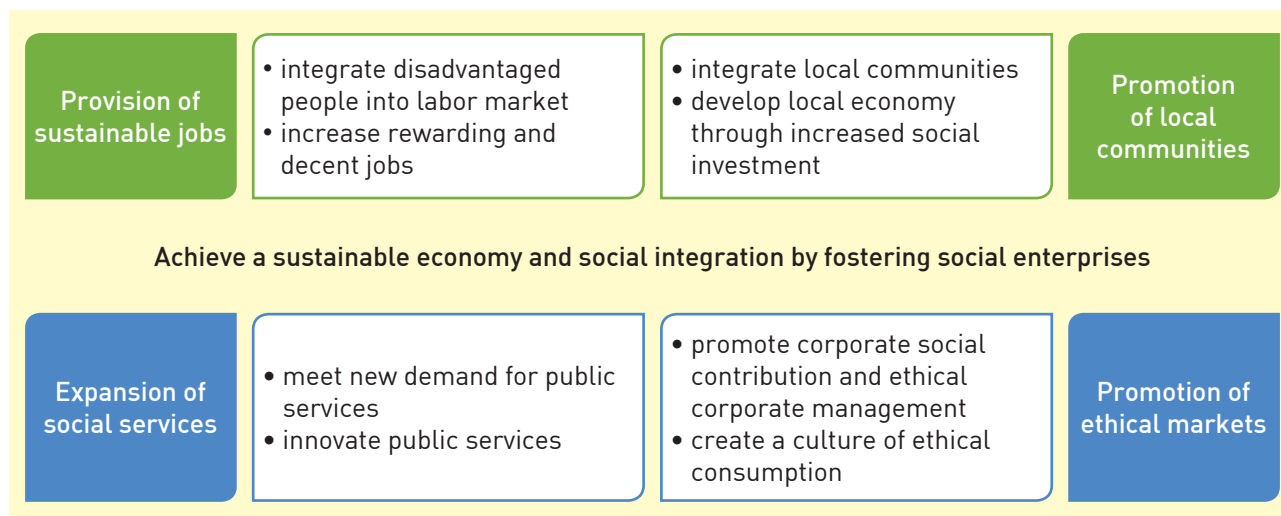 Provision of
sustainable jobs
• integrate disadvantaged
people into labor market
• increase rewarding and
decent jobs
• integrate local communities
• develop local economy
through increased social
investment
Promotion
of local
communities
Achieve a sustainable economy and social integration by fostering social enterprises
Expansion of
social services
• meet new demand for public
services
• innovate public services
• promote corporate social
contribution and ethical
corporate management
• create a culture of ethical
consumption
Promotion of
ethical markets